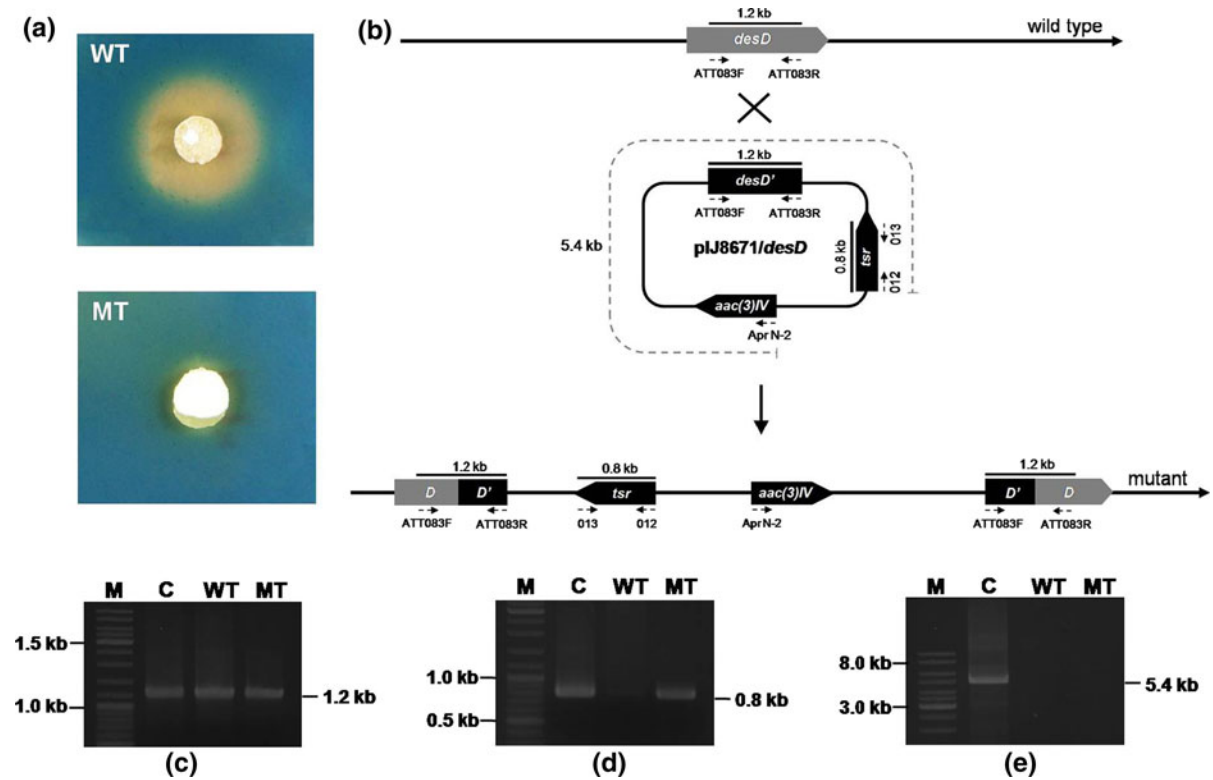 (a)
WT
MT
(b)
1.2 kb
desD
wild type
ATT083F
ATT083R
1.2 kb
desD'
ATT083F
ATT083R
5.4 kb
pIJ8671/desD
0.8 kb
tsr
013
012
aac(3)IV
Apr N-2
1.2 kb
0.8 kb
1.2 kb
mutant
D
D'
tsr
aac(3)IV
D'
D
ATT083F
ATT083R
013
012
Apr N-2
ATT083F
ATT083R
M C WT MT
1.5 kb
1.0 kb
1.2 kb
(c)
M C WT MT
1.0 kb
0.5 kb
0.8 kb
(d)
M C WT MT
8.0 kb
3.0 kb
5.4 kb
(e)